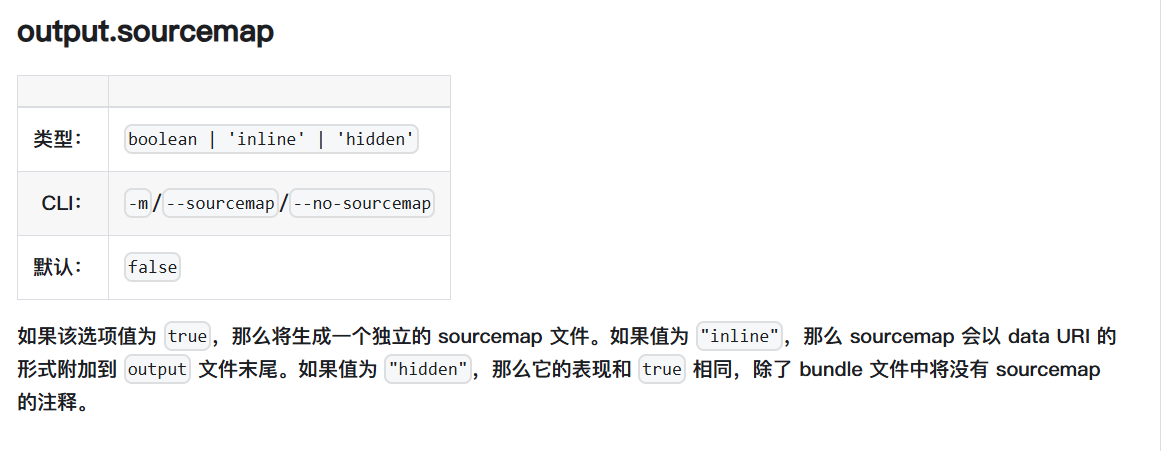 output.sourcemap
类型： boolean | 'inline' | 'hidden'
CLI： -m/--sourcemap/--no-sourcemap
默认： false
如果该选项值为 true，那么将生成一个独立的 sourcemap 文件。如果值为 "inline"，那么 sourcemap 会以 data URI 的
形式附加到 output 文件末尾。如果值为 "hidden"，那么它的表现和 true 相同，除了 bundle 文件中将没有 sourcemap
的注释。